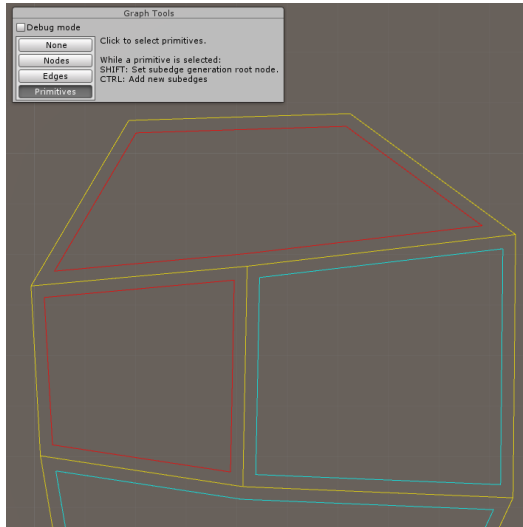 Graph Tools
Debug mode
None
Nodes
Edges
Primitives
Click to select primitives.
While a primitive is selected:
SHIFT: Set subedge generation root node.
CTRL: Add new subedges